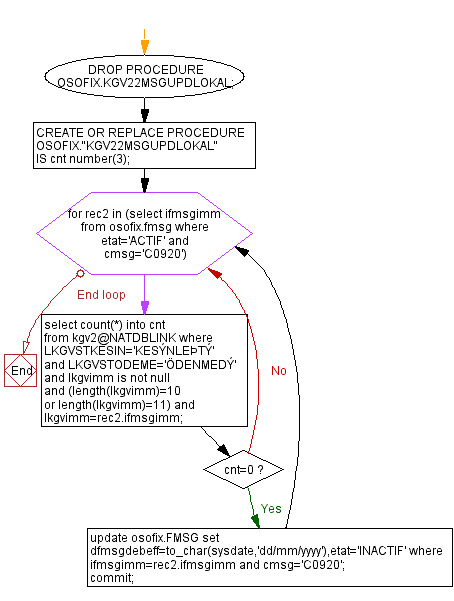 DROP PROCEDURE
OSOFIX.KGV22MSGUPDLOKAL;
CREATE OR REPLACE PROCEDURE
OSOFIX."KGV22MSGUPDLOKAL"
IS cnt number(3);
for rec2 in (select ifmsgimm
from osofix.fmsg where
etat='ACTIF' and
cmsg='C0920')
End loop
End
select count(*) into cnt
from kgv2@NATDBLINK where
LKGVSTKESIN='KESÝNLEÞTÝ'
and LKGVSTODEME='ÖDENMEDÝ'
and lkgvimm is not null
and (length(lkgvimm)=10
or length(lkgvimm)=11) and
lkgvimm=rec2.ifmsgimm;
No
cnt=0 ?
Yes
update osofix.FMSG set
dfmsgdebeff=to_char(sysdate,'dd/mm/yyyy'),etat='INACTIF' where
ifmsgimm=rec2.ifmsgimm and cmsg='C0920';
commit;